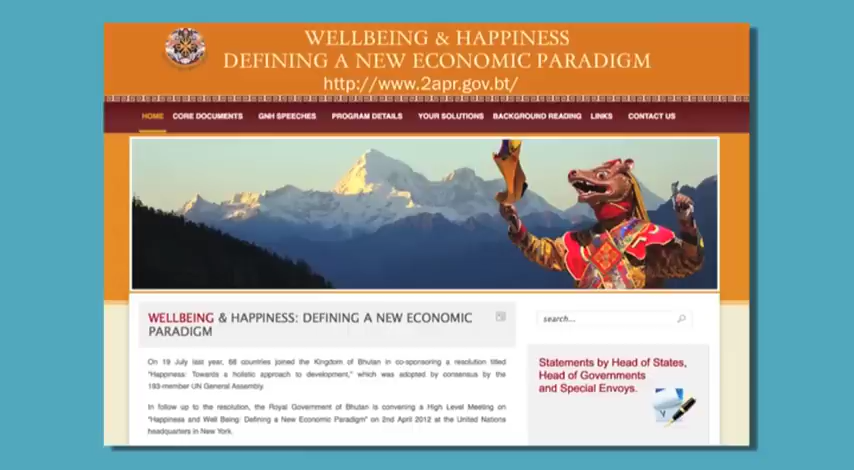 WELLBEING & HAPPINESS
DEFINING A NEW ECONOMIC PARADIGM
http://www.2apr.gov.bt/
HOME CORE DOCUMENTS GNH SPEECHES PROGRAM DETAILS YOUR SOLUTIONS BACKGROUND READING LINKS CONTACT US
WELLBEING & HAPPINESS: DEFINING A NEW ECONOMIC
PARADIGM
search...
On 19 July last year, 68 countries joined the Kingdom of Bhutan in co-sponsoring a resolution titled
"Happiness: Towards a holistic approach to development," which was adopted by consensus by the
193-member UN General Assembly.
In follow up to the resolution, the Royal Government of Bhutan is convening a High Level Meeting on
"Happiness and Well Being: Defining a New Economic Paradigm" on 2nd April 2012 at the United Nations
headquarters in New York.
Statements by Head of States,
Head of Governments
and Special Envoys.